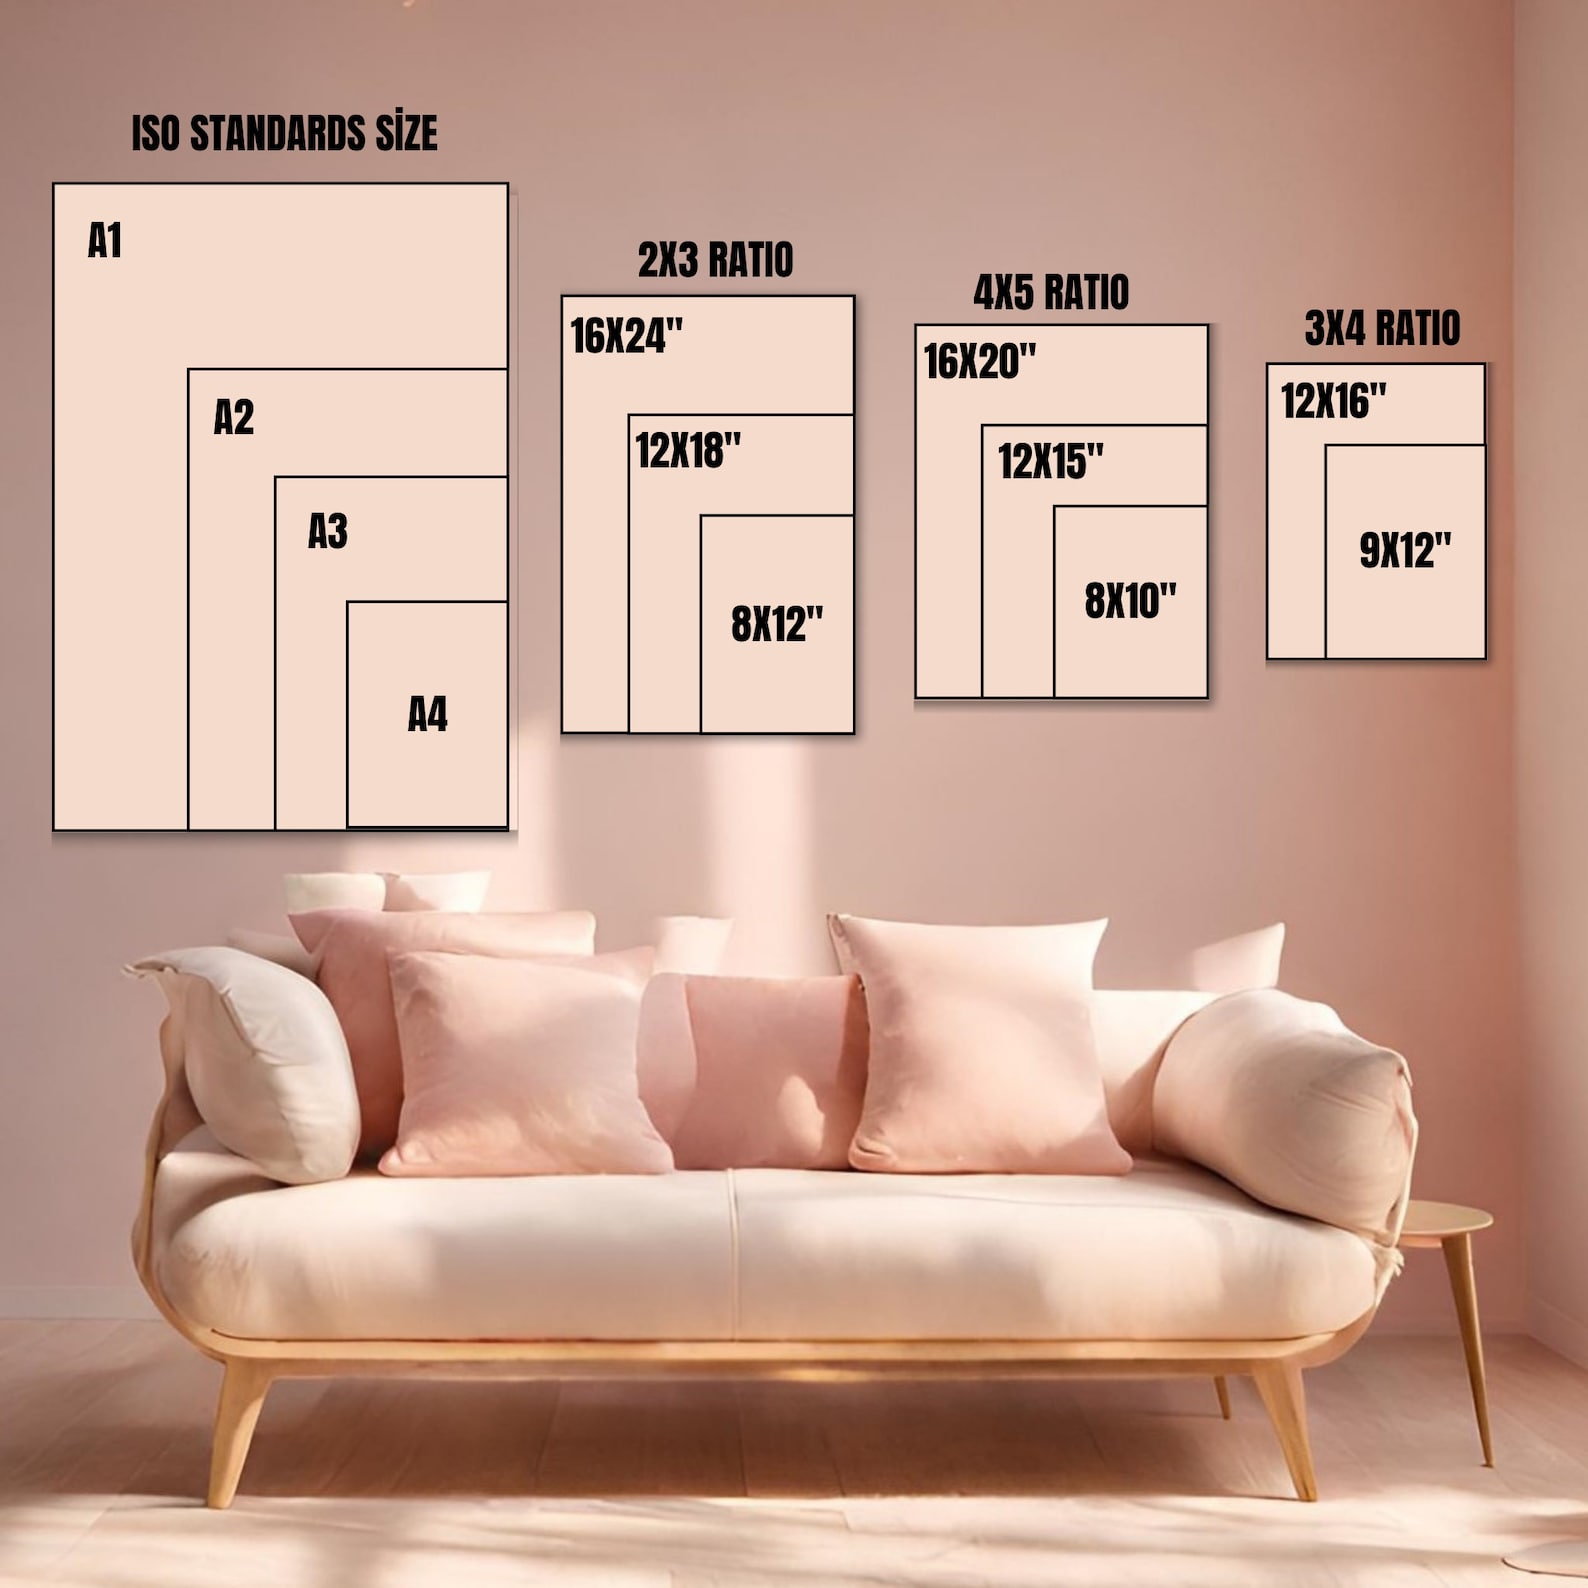 ISO STANDARDS SİZE
A1
A2
A3
A4
2X3 RATIO
16X24"
12X18"
8X12"
4X5 RATIO
16X20"
12X15"
8X10"
3X4 RATIO
12X16"
9X12"